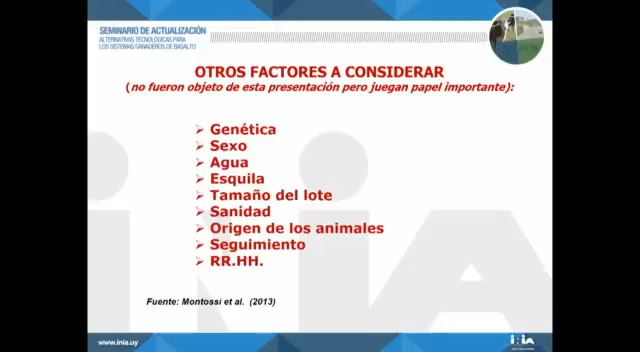 SEMINARIO DE ACTUALIZACIÓN
ALTERNATIVAS TECNOLÓGICAS PARA
LOS SISTEMAS GANADEROS DE BASALTO
OTROS FACTORES A CONSIDERAR
(no fueron objeto de esta presentación pero juegan papel importante):
Genética
Sexo
Agua
Esquila
Tamaño del lote
Sanidad
Origen de los animales
Seguimiento
RR.HH.
Fuente: Montossi et al. (2013)
www.inia.uy
inia